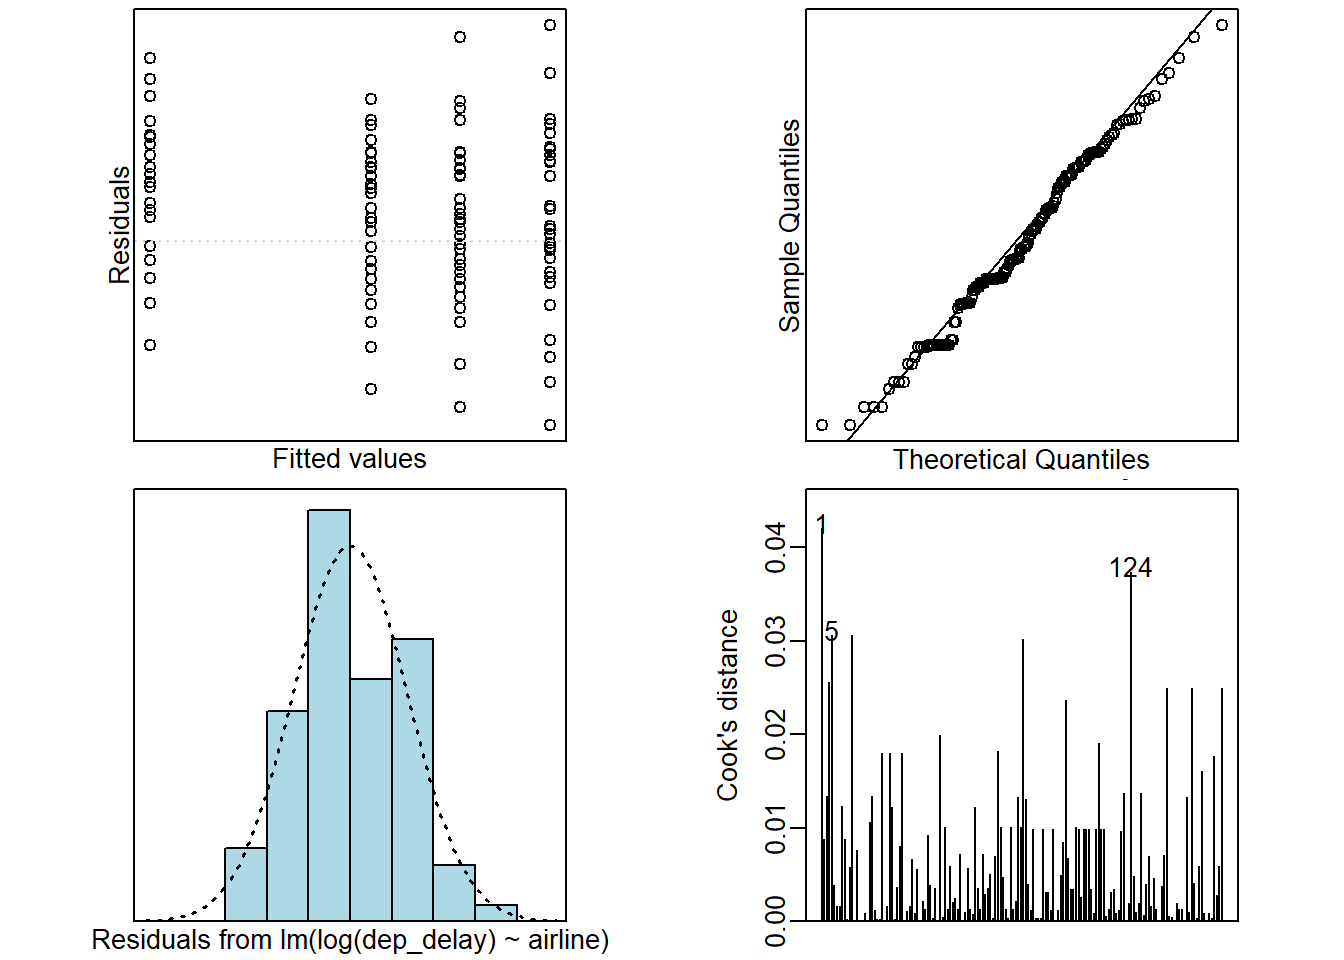 Residuals
Fitted values
Sample Quantiles
Theoretical Quantiles
Residuals from lm(log(dep_delay) ~ airline)
Cook's distance
0.04
0.03
0.02
0.01
0.00
1
5
124